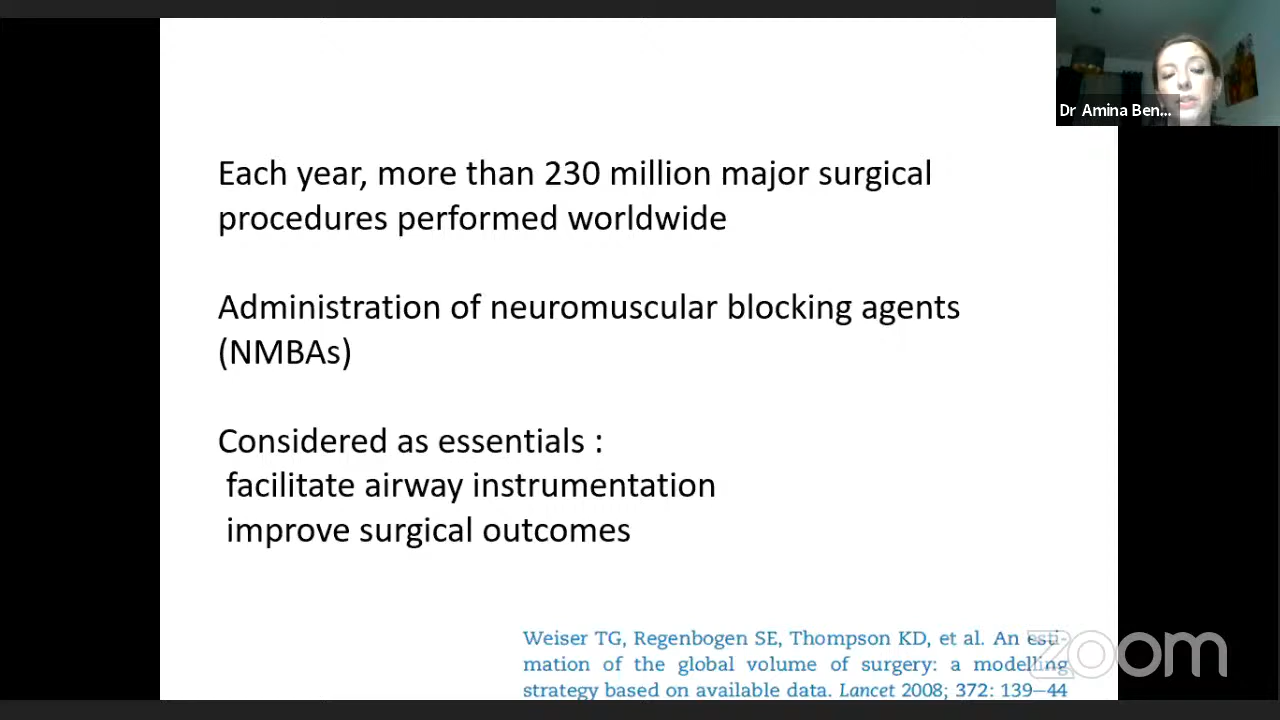 Dr Amina Ben...
Each year, more than 230 million major surgical
procedures performed worldwide
Administration of neuromuscular blocking agents
(NMBAs)
Considered as essentials :
facilitate airway instrumentation
improve surgical outcomes
Weiser TG, Regenbogen SE, Thompson KD, et al. An esti-
mation of the global volume of surgery: a modelling
strategy based on available data. Lancet 2008; 372: 139–44
zoom